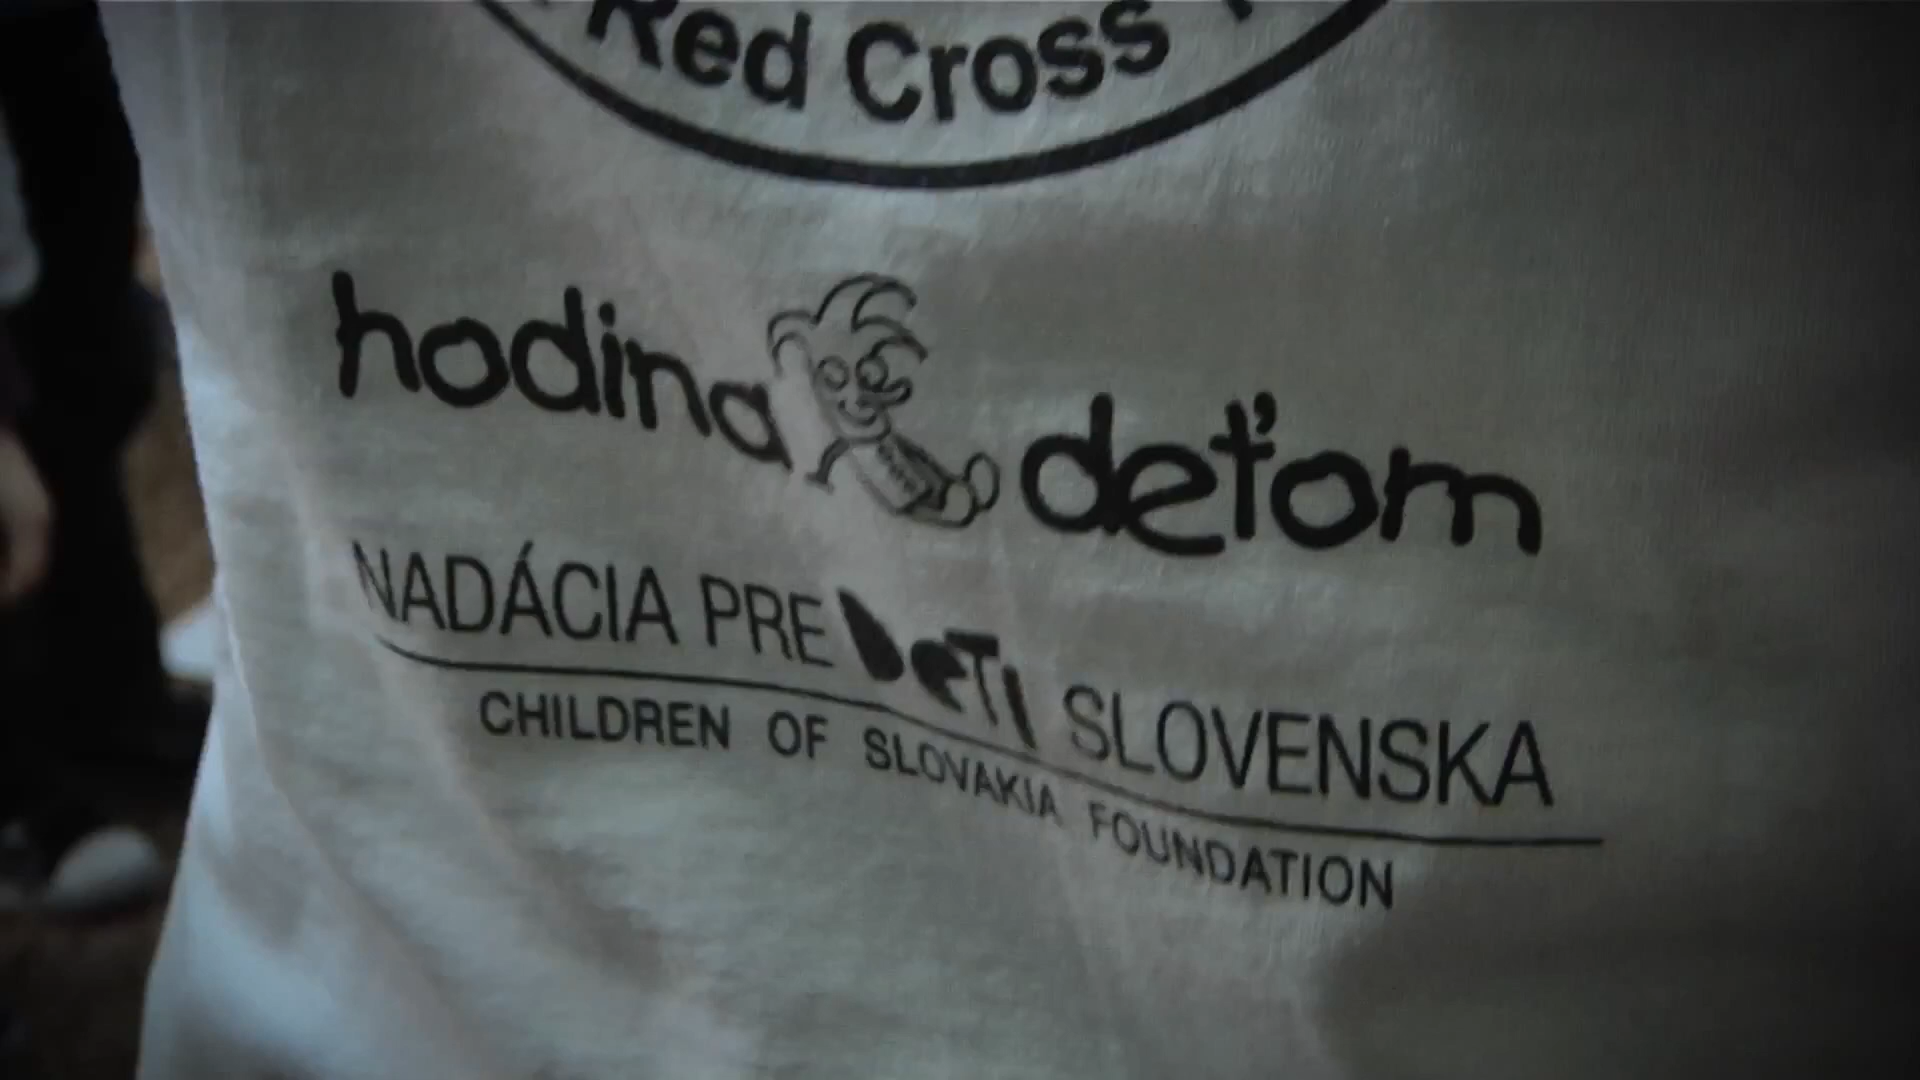 Red Cross
hodina deťom
NADÁCIA PRE DeTI SLOVENSKA
CHILDREN OF SLOVAKIA FOUNDATION